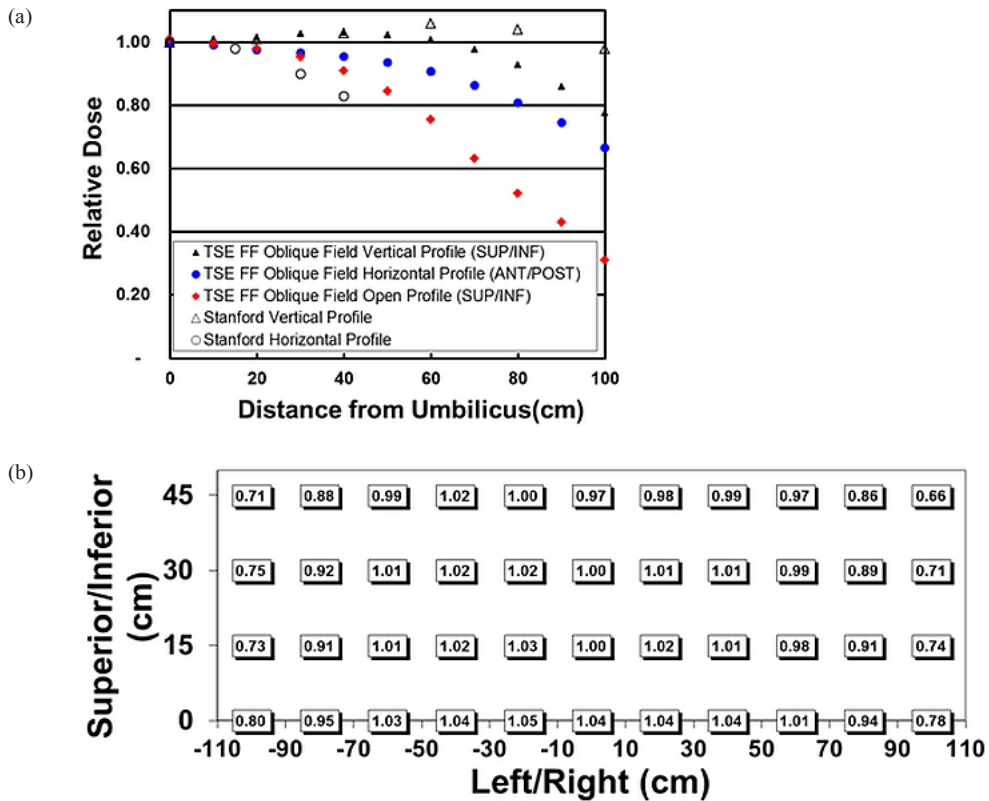 (a)
1.00
0.80
0.60
0.40
0.20
-
Relative Dose
TSE FF Oblique Field Vertical Profile (SUP/INF)
TSE FF Oblique Field Horizontal Profile (ANT/POST)
TSE FF Oblique Field Open Profile (SUP/INF)
Stanford Vertical Profile
Stanford Horizontal Profile
0 20 40 60 80 100
Distance from Umbilicus(cm)
(b)
Superior/Inferior
(cm)
45 0.71 0.88 0.99 1.02 1.00 0.97 0.98 0.99 0.97 0.86 0.66
30 0.75 0.92 1.01 1.02 1.02 1.00 1.01 1.01 0.99 0.89 0.71
15 0.73 0.91 1.01 1.02 1.03 1.00 1.02 1.01 0.98 0.91 0.74
0 0.80 0.95 1.03 1.04 1.05 1.04 1.04 1.04 1.01 0.94 0.78
-110 -90 -70 -50 -30 -10 10 30 50 70 90 110
Left/Right (cm)